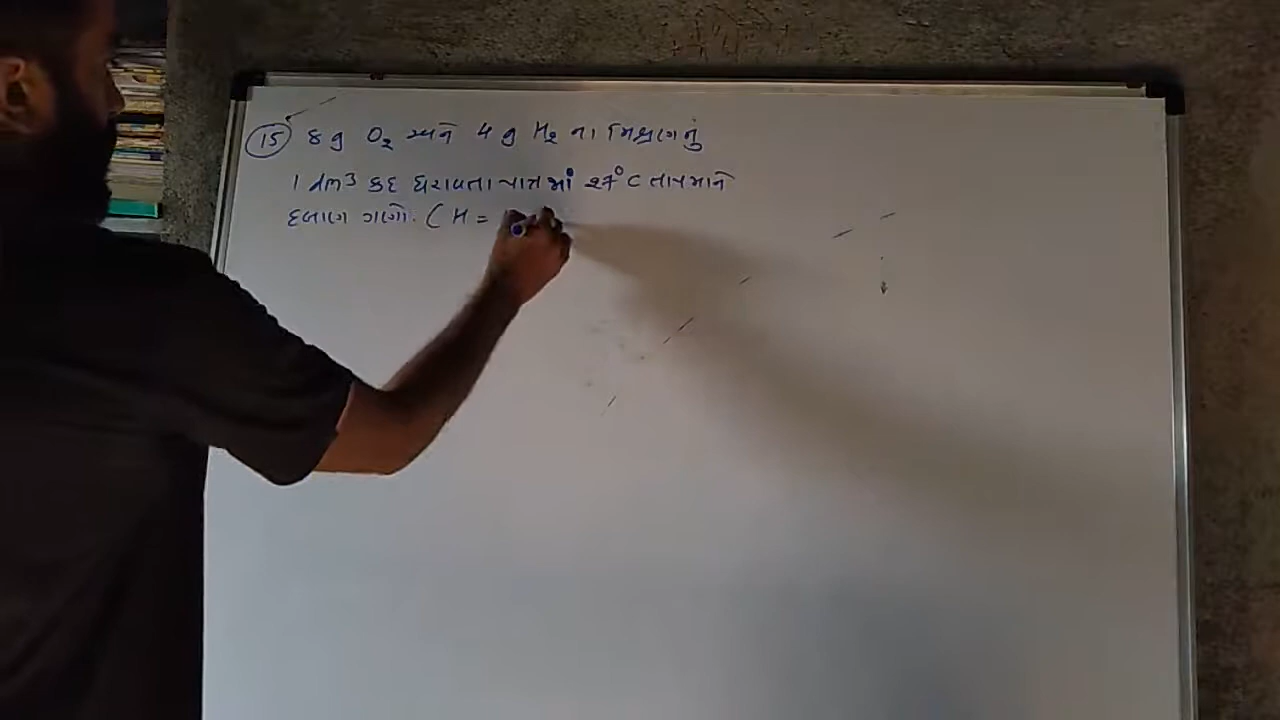 15 8 g O2 અને 4 g H2 ના મિશ્રણનું
1 dm3 કદ ધરાવતા પાત્રમાં 27°C તાપમાને
દબાણ ગણો. ( H =